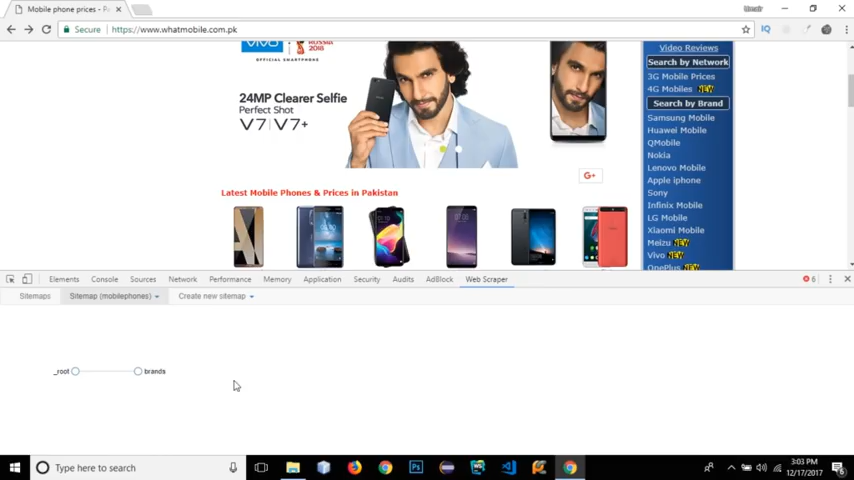 Mobile phone prices - Pa
Secure
https://www.whatmobile.com.pk
vivo
RUSSIA 2018
OFFICIAL SMARTPHONE
24MP Clearer Selfie
Perfect Shot
V7 | V7+
G+
Latest Mobile Phones & Prices in Pakistan
Video Reviews
Search by Network
3G Mobile Prices
4G Mobiles NEW
Search by Brand
Samsung Mobile
Huawei Mobile
QMobile
Nokia
Lenovo Mobile
Apple iphone
Sony
Infinix Mobile
LG Mobile
Xiaomi Mobile
Meizu NEW
Vivo NEW
OnePlus NEW
Elements Console Sources Network Performance Memory Application Security Audits AdBlock Web Scraper 6
Sitemaps Sitemap (mobilephones) Create new sitemap
_root brands
Type here to search
3:03 PM
12/17/2017